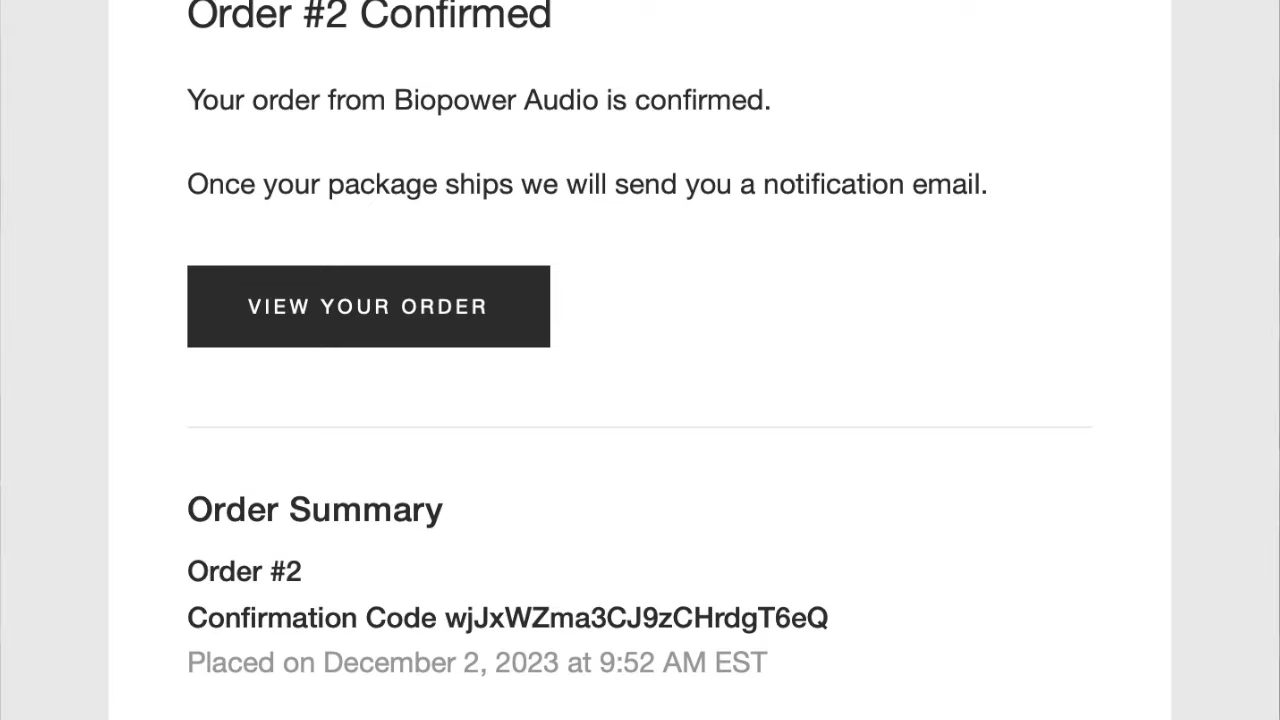 Order #2 Confirmed
Your order from Biopower Audio is confirmed.
Once your package ships we will send you a notification email.
VIEW YOUR ORDER
Order Summary
Order #2
Confirmation Code wjJxWZma3CJ9zCHrdgT6eQ
Placed on December 2, 2023 at 9:52 AM EST